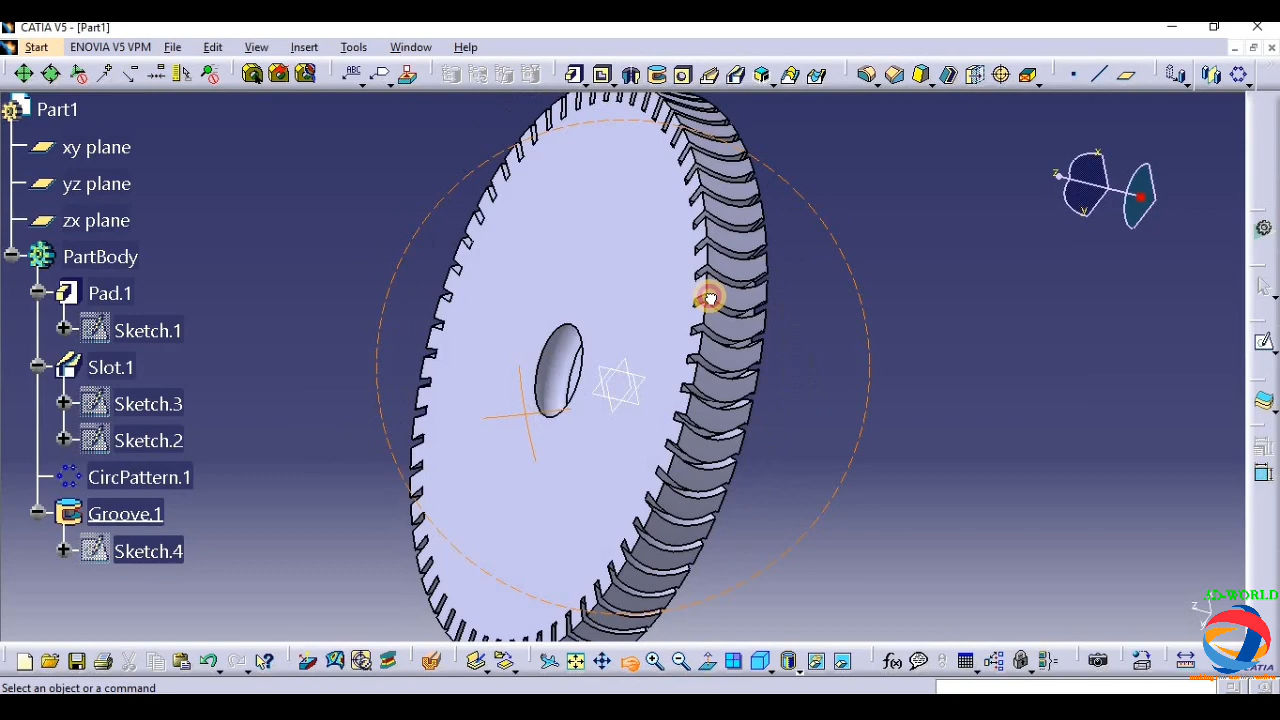 CATIA V5 - [Part1]
Start ENOVIA V5 VPM File Edit View Insert Tools Window Help
ABC
Part1
xy plane
yz plane
zx plane
PartBody
Pad.1
Sketch.1
Slot.1
Sketch.3
Sketch.2
CircPattern.1
Groove.1
Sketch.4
x
z
y
z
f(x)
Select an object or a command
CATIA